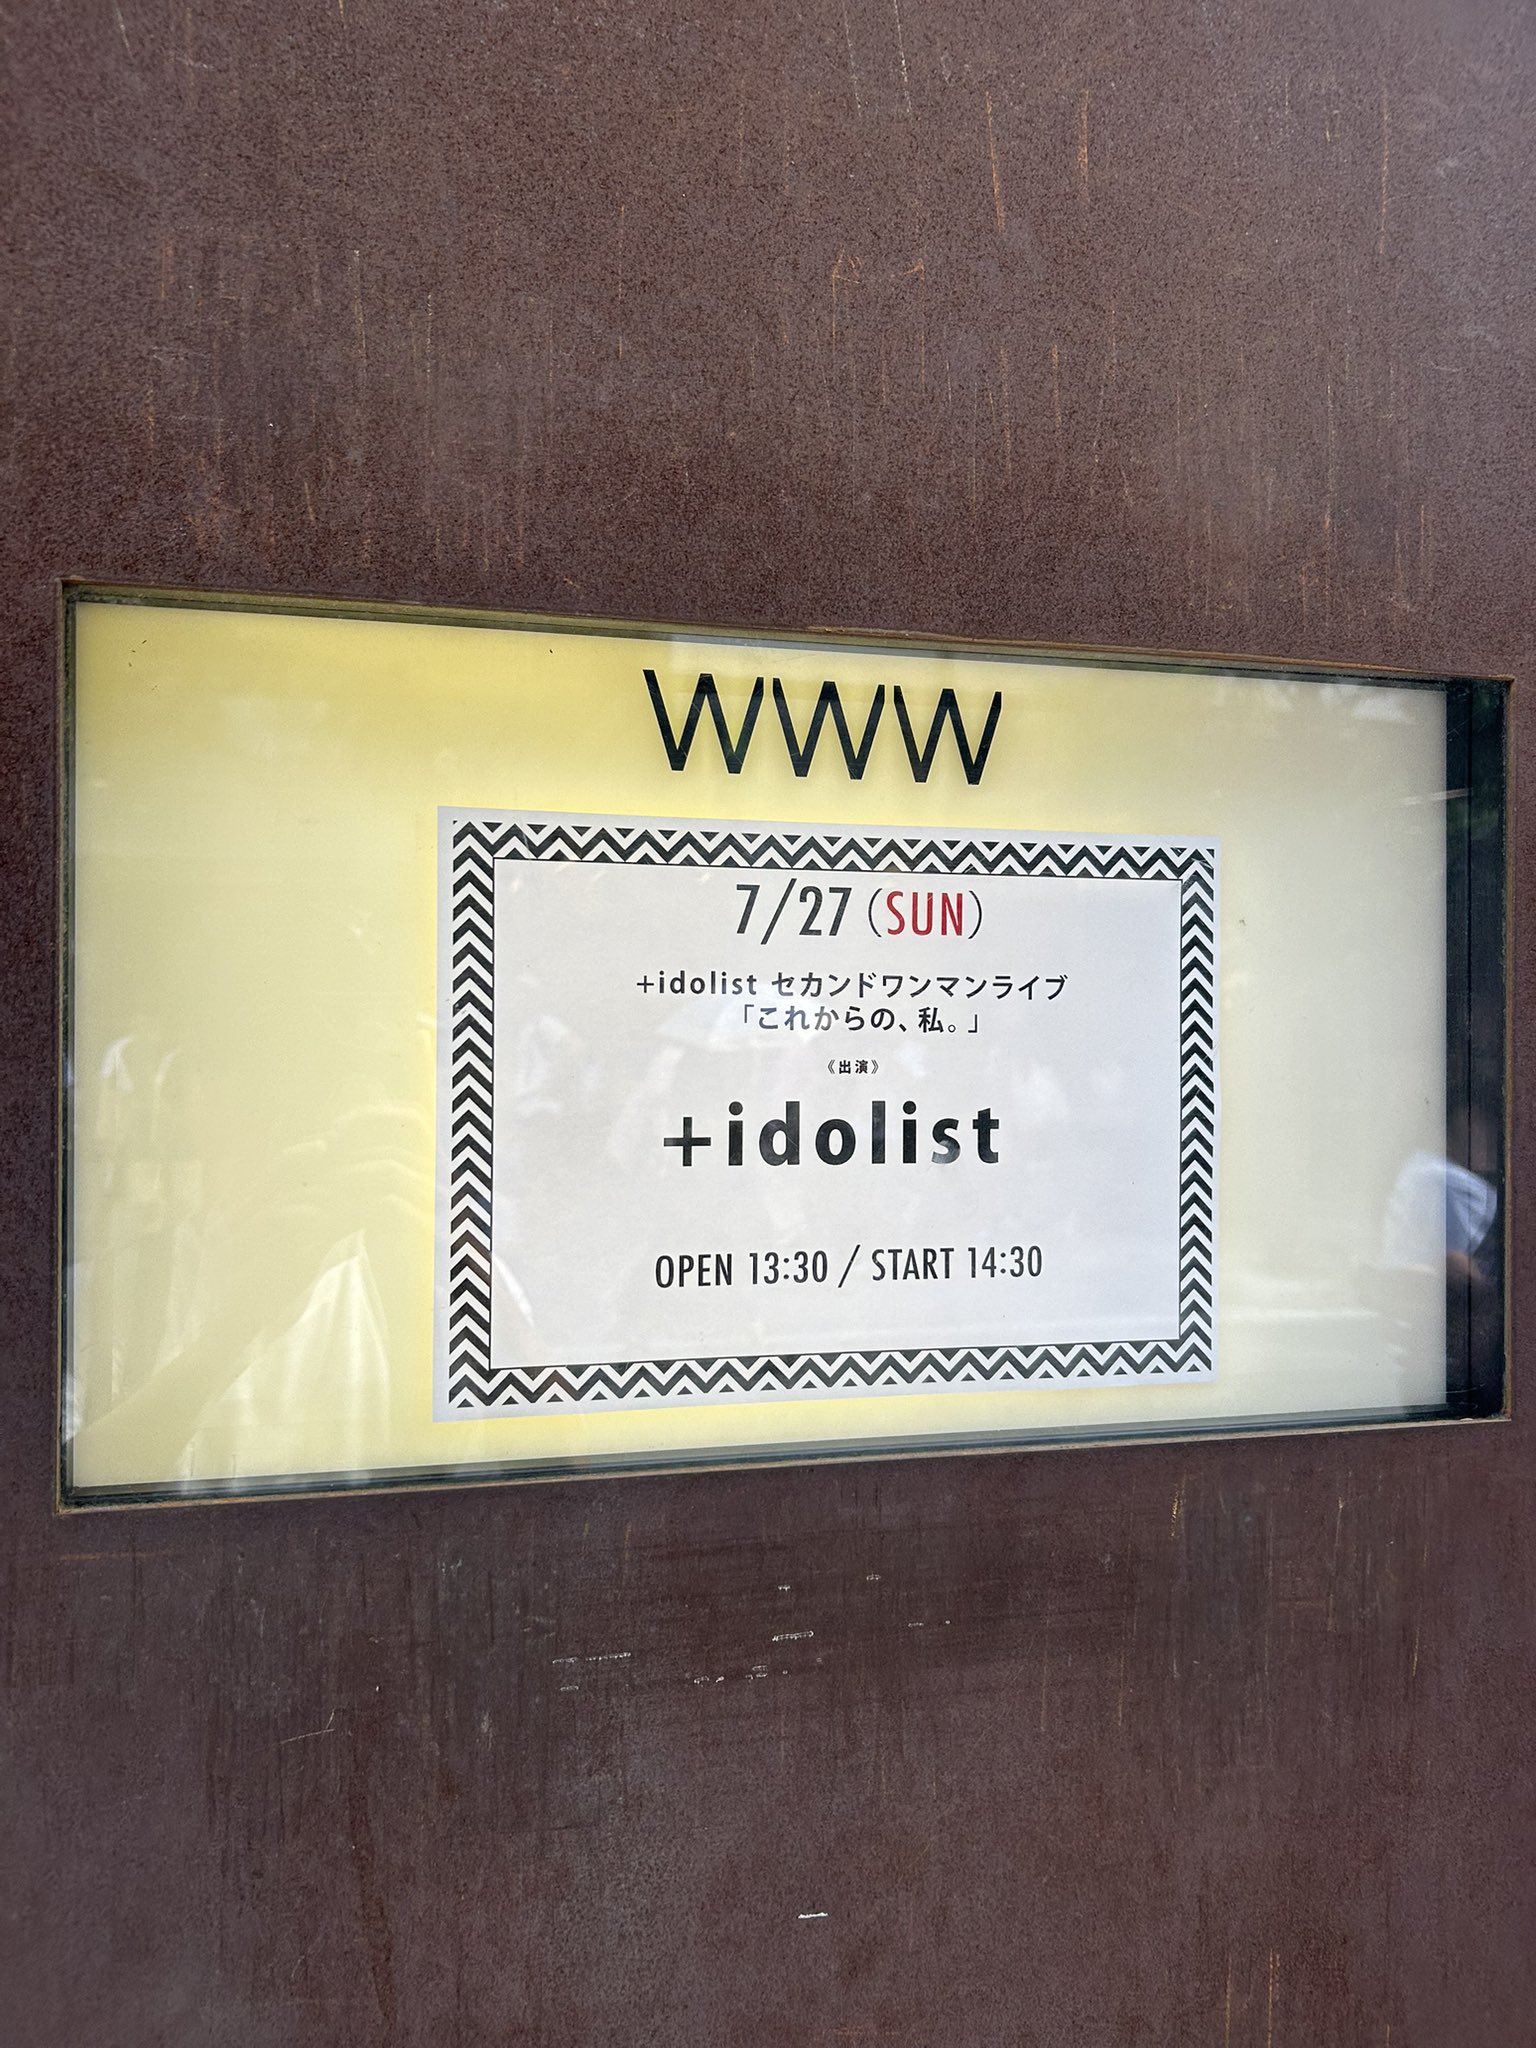 WWW
7/27(SUN)
+idolist セカンドワンマンライブ
「これからの、私。」
《出演》
+idolist
OPEN 13:30 / START 14:30